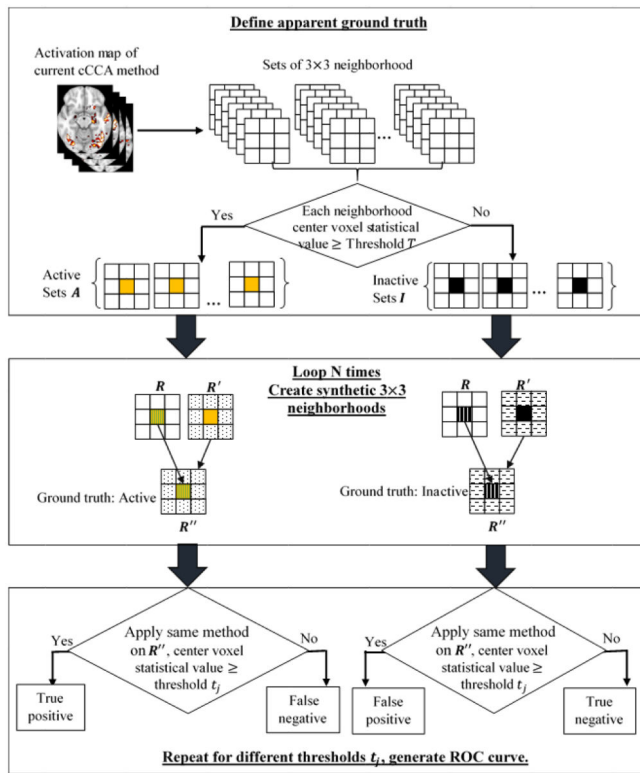 Define apparent ground truth
Activation map of
current cCCA method
Sets of 3×3 neighborhood
...
Each neighborhood
center voxel statistical
value ≥ Threshold T
Yes
No
Active
Sets A
...
Inactive
Sets I
...
Loop N times
Create synthetic 3×3
neighborhoods
R
R′
R
R′
Ground truth: Active
Ground truth: Inactive
R″
R″
Yes
Apply same method
on R″, center voxel
statistical value ≥
threshold tj
No
Yes
Apply same method
on R″, center voxel
statistical value ≥
threshold tj
No
True
positive
False
negative
False
positive
True
negative
Repeat for different thresholds tj, generate ROC curve.